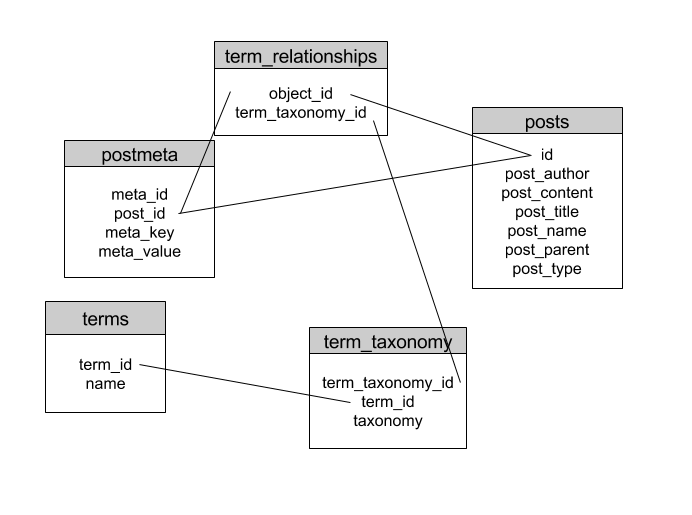 term_relationships
object_id
term_taxonomy_id
postmeta
meta_id
post_id
meta_key
meta_value
posts
id
post_author
post_content
post_title
post_name
post_parent
post_type
terms
term_id
name
term_taxonomy
term_taxonomy_id
term_id
taxonomy